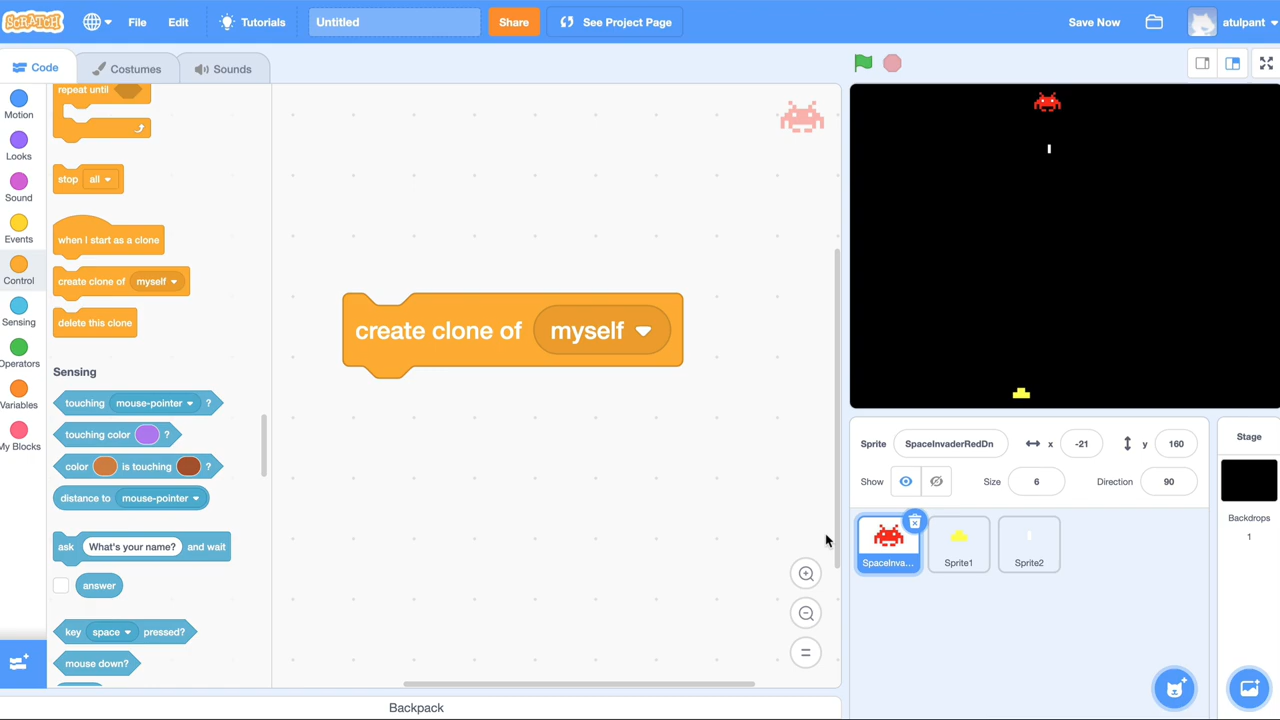 SCRATCH File Edit Tutorials Untitled Share See Project Page Save Now atulpant
Code Costumes Sounds
Motion
Looks
Sound
Events
Control
Sensing
Operators
Variables
My Blocks
repeat until
stop all
when I start as a clone
create clone of myself
delete this clone
Sensing
touching mouse-pointer ?
touching color ?
color is touching ?
distance to mouse-pointer
ask What's your name? and wait
answer
key space pressed?
mouse down?
create clone of myself
Backpack
Sprite SpaceInvaderRedDn x -21 y 160
Show Size 6 Direction 90
SpaceInva... Sprite1 Sprite2
Stage
Backdrops
1